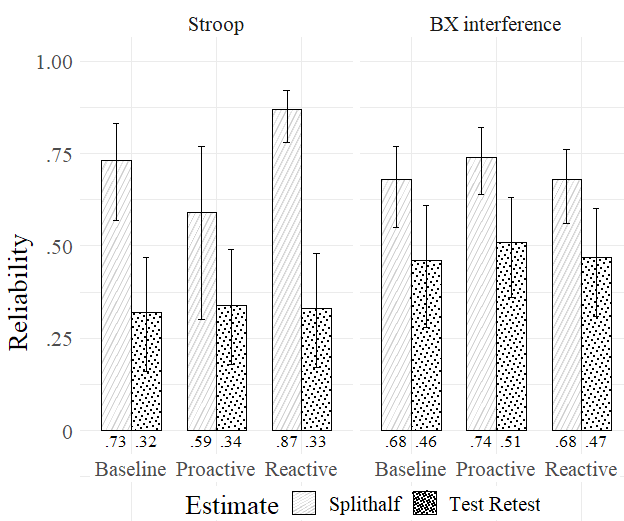 Stroop BX interference
1.00
.75
.50
.25
0
Reliability
.73 .32 .59 .34 .87 .33 .68 .46 .74 .51 .68 .47
Baseline Proactive Reactive Baseline Proactive Reactive
Estimate Splithalf Test Retest